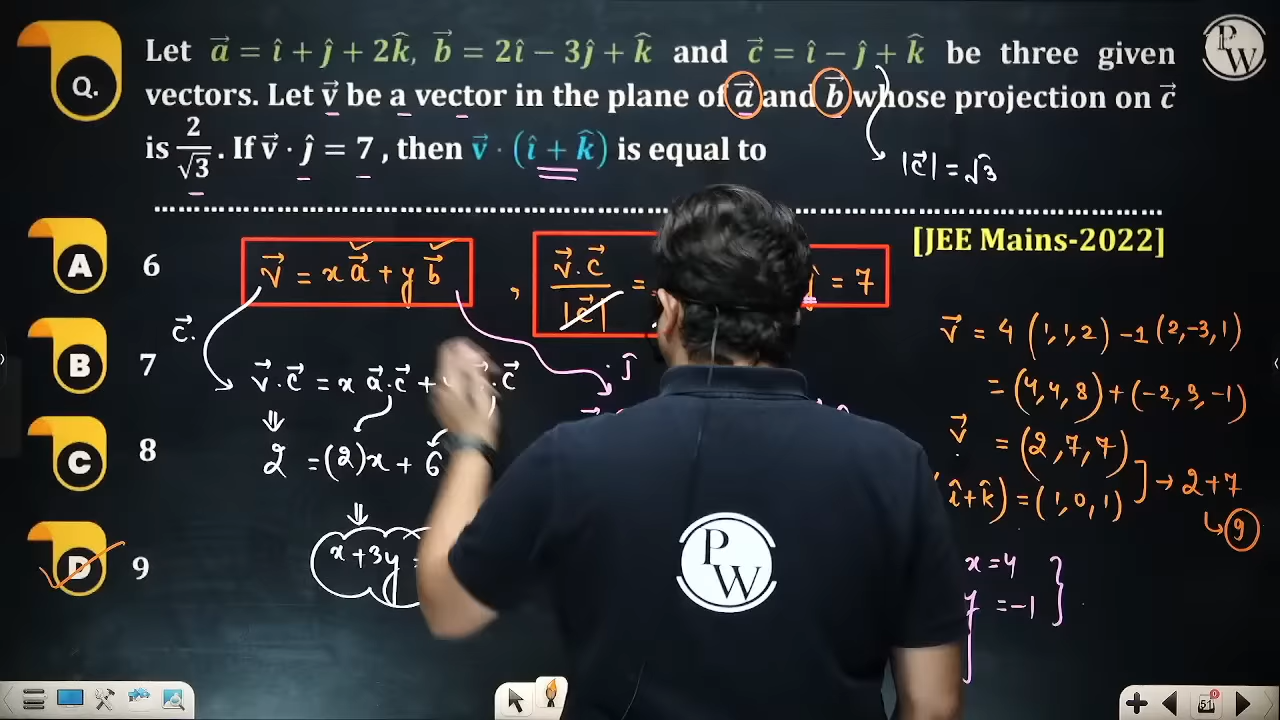 Q.
Let a⃗ = î + ĵ + 2k̂, b⃗ = 2î − 3ĵ + k̂ and c⃗ = î − ĵ + k̂ be three given
vectors. Let v⃗ be a vector in the plane of a⃗ and b⃗ whose projection on c⃗
is 2/√3. If v⃗ · ĵ = 7, then v⃗ · (î + k̂) is equal to
|c⃗| = √3
PW
[JEE Mains-2022]
A 6
B 7
C 8
D 9
v⃗ = x a⃗ + y b⃗ , v⃗.c⃗ / |c⃗| =
= 7
c⃗.
v⃗.c⃗ = x a⃗.c⃗ + . c⃗
⇓
2 = (2)x + 6
⇓
x + 3y =
. ĵ
v⃗ = 4 (1,1,2) −1 (2,−3,1)
= (4,4,8) + (−2,3,−1)
v⃗ = (2,7,7)
î+k̂) = (1,0,1) ] → 2+7
↳ 9
x = 4
y = −1 }
PW
51